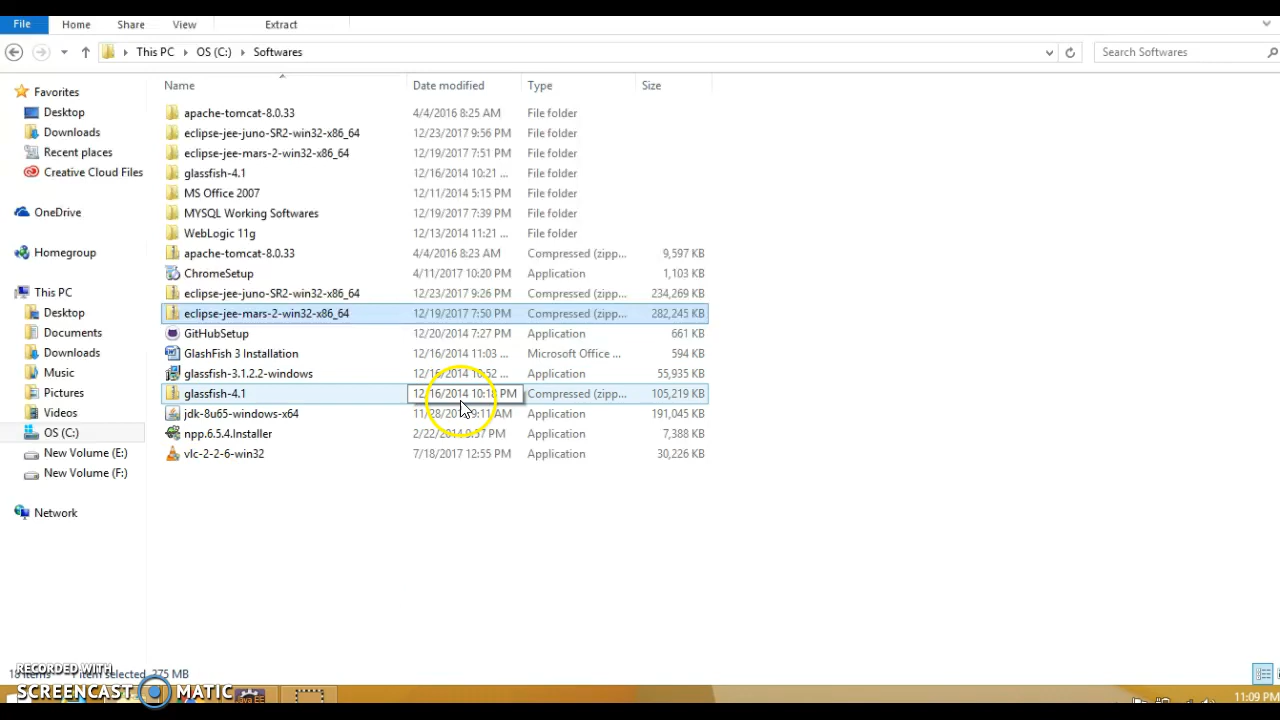 File Home Share View Extract
This PC OS (C:) Softwares Search Softwares
Name Date modified Type Size
Favorites
Desktop
Downloads
Recent places
Creative Cloud Files
OneDrive
Homegroup
This PC
Desktop
Documents
Downloads
Music
Pictures
Videos
OS (C:)
New Volume (E:)
New Volume (F:)
Network
apache-tomcat-8.0.33 4/4/2016 8:25 AM File folder
eclipse-jee-juno-SR2-win32-x86_64 12/23/2017 9:56 PM File folder
eclipse-jee-mars-2-win32-x86_64 12/19/2017 7:51 PM File folder
glassfish-4.1 12/16/2014 10:21 ... File folder
MS Office 2007 12/11/2014 5:15 PM File folder
MYSQL Working Softwares 12/19/2017 7:39 PM File folder
WebLogic 11g 12/13/2014 11:21 ... File folder
apache-tomcat-8.0.33 4/4/2016 8:23 AM Compressed (zipp... 9,597 KB
ChromeSetup 4/11/2017 10:20 PM Application 1,103 KB
eclipse-jee-juno-SR2-win32-x86_64 12/23/2017 9:26 PM Compressed (zipp... 234,269 KB
eclipse-jee-mars-2-win32-x86_64 12/19/2017 7:50 PM Compressed (zipp... 282,245 KB
GitHubSetup 12/20/2014 7:27 PM Application 661 KB
GlashFish 3 Installation 12/16/2014 11:03 ... Microsoft Office ... 594 KB
glassfish-3.1.2.2-windows 12/16/2014 10:52 ... Application 55,935 KB
glassfish-4.1 12/16/2014 10:18 PM Compressed (zipp... 105,219 KB
jdk-8u65-windows-x64 9:11 AM Application 191,045 KB
npp.6.5.4.Installer 2/22/2014 9:37 PM Application 7,388 KB
vlc-2-2-6-win32 7/18/2017 12:55 PM Application 30,226 KB
18 items 1 item selected 275 MB
RECORDED WITH
SCREENCAST MATIC
11:09 PM